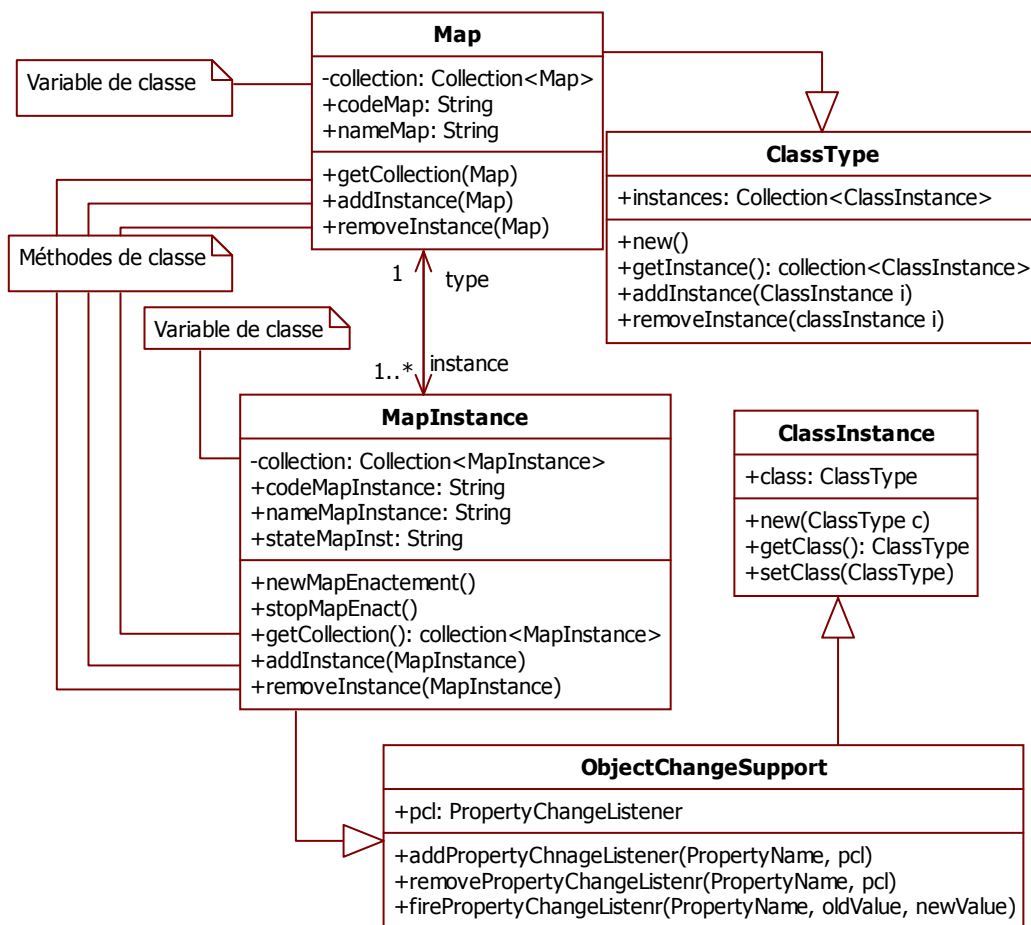 Map
-collection: Collection<Map>
+codeMap: String
+nameMap: String
+getCollection(Map)
+addInstance(Map)
+removeInstance(Map)
Variable de classe
ClassType
+instances: Collection<ClassInstance>
+new()
+getInstance(): collection<ClassInstance>
+addInstance(ClassInstance i)
+removeInstance(classInstance i)
Méthodes de classe
1
type
Variable de classe
1..*
instance
MapInstance
-collection: Collection<MapInstance>
+codeMapInstance: String
+nameMapInstance: String
+stateMapInst: String
+newMapEnactement()
+stopMapEnact()
+getCollection(): collection<MapInstance>
+addInstance(MapInstance)
+removeInstance(MapInstance)
ClassInstance
+class: ClassType
+new(ClassType c)
+getClass(): ClassType
+setClass(ClassType)
ObjectChangeSupport
+pcl: PropertyChangeListener
+addPropertyChnageListener(PropertyName, pcl)
+removePropertyChangeListenr(PropertyName, pcl)
+firePropertyChangeListenr(PropertyName, oldValue, newValue)